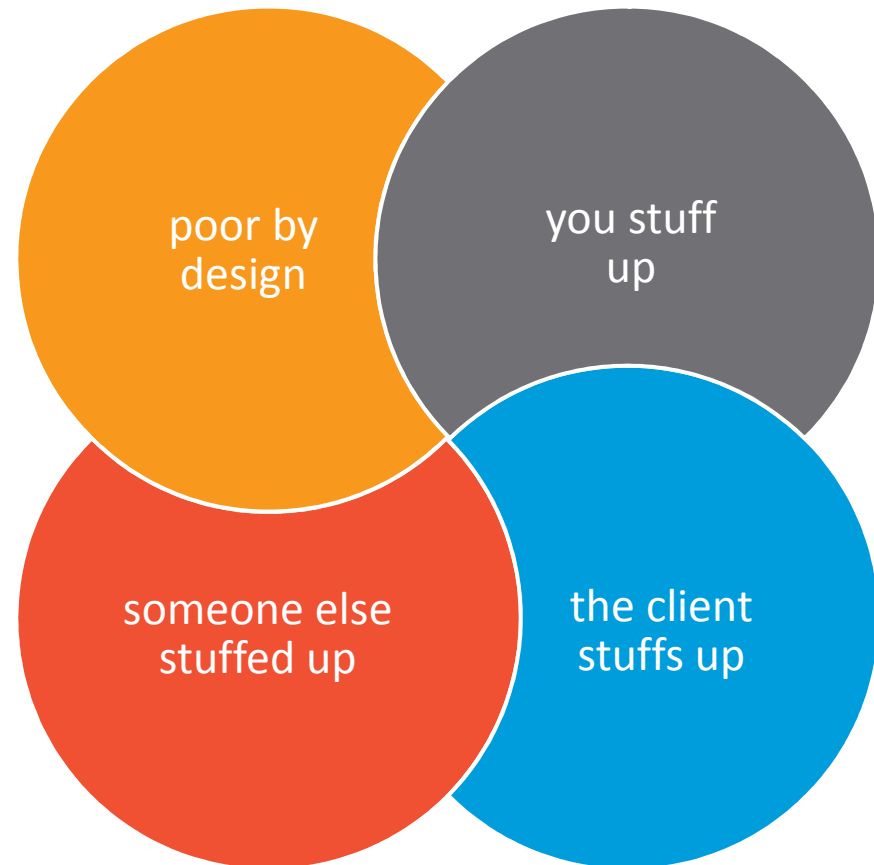 poor by
design
you stuff
up
someone else
stuffed up
the client
stuffs up